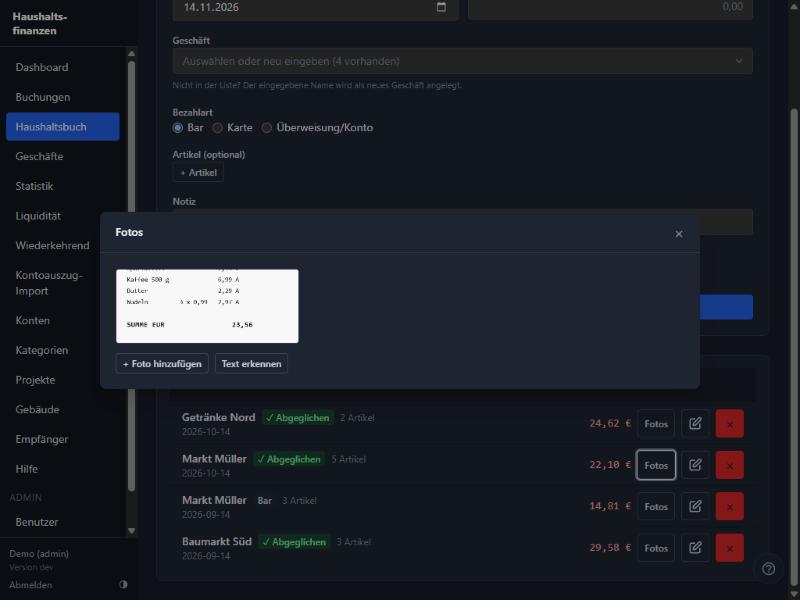 Haushalts-
finanzen
Dashboard
Buchungen
Haushaltsbuch
Geschäfte
Statistik
Liquidität
Wiederkehrend
Kontoauszug-
Import
Konten
Kategorien
Projekte
Gebäude
Empfänger
Hilfe
ADMIN
Benutzer
Demo (admin)
Version dev
Abmelden
14.11.2026
0,00
Geschäft
Auswählen oder neu eingeben (4 vorhanden)
Nicht in der Liste? Der eingegebene Name wird als neues Geschäft angelegt.
Bezahlart
Bar Karte Überweisung/Konto
Artikel (optional)
+ Artikel
Notiz
Fotos ×
Kaffee 500 g 6,99 A
Butter 2,29 A
Nudeln x 0,99 2,97 A
SUMME EUR 23,56
+ Foto hinzufügen Text erkennen
Getränke Nord ✓ Abgeglichen 2 Artikel
24,62 € Fotos ×
2026-10-14
Markt Müller ✓ Abgeglichen 5 Artikel
22,10 € Fotos ×
2026-10-14
Markt Müller Bar 3 Artikel
14,81 € Fotos ×
2026-09-14
Baumarkt Süd ✓ Abgeglichen 3 Artikel
29,58 € Fotos ×
2026-09-14